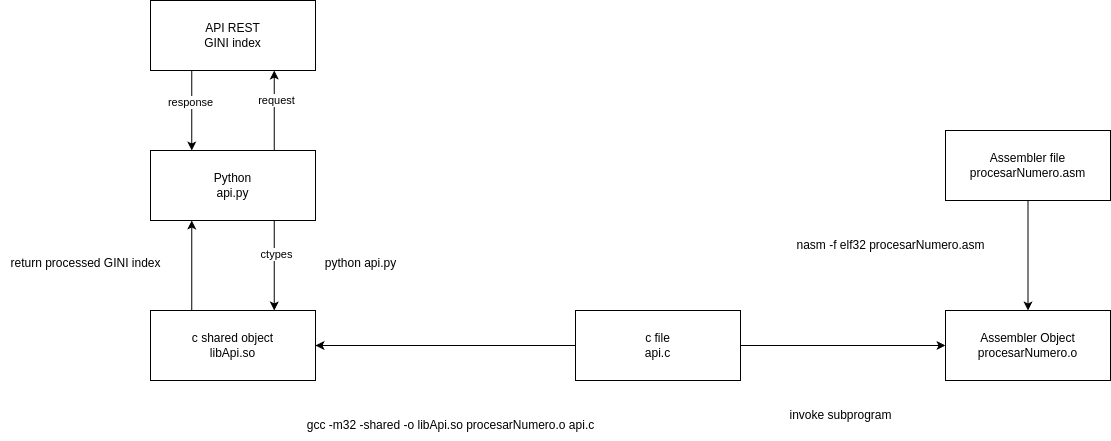 API REST
GINI index
response
request
Python
api.py
Assembler file
procesarNumero.asm
nasm -f elf32 procesarNumero.asm
ctypes
return processed GINI index
python api.py
c shared object
libApi.so
c file
api.c
Assembler Object
procesarNumero.o
invoke subprogram
gcc -m32 -shared -o libApi.so procesarNumero.o api.c